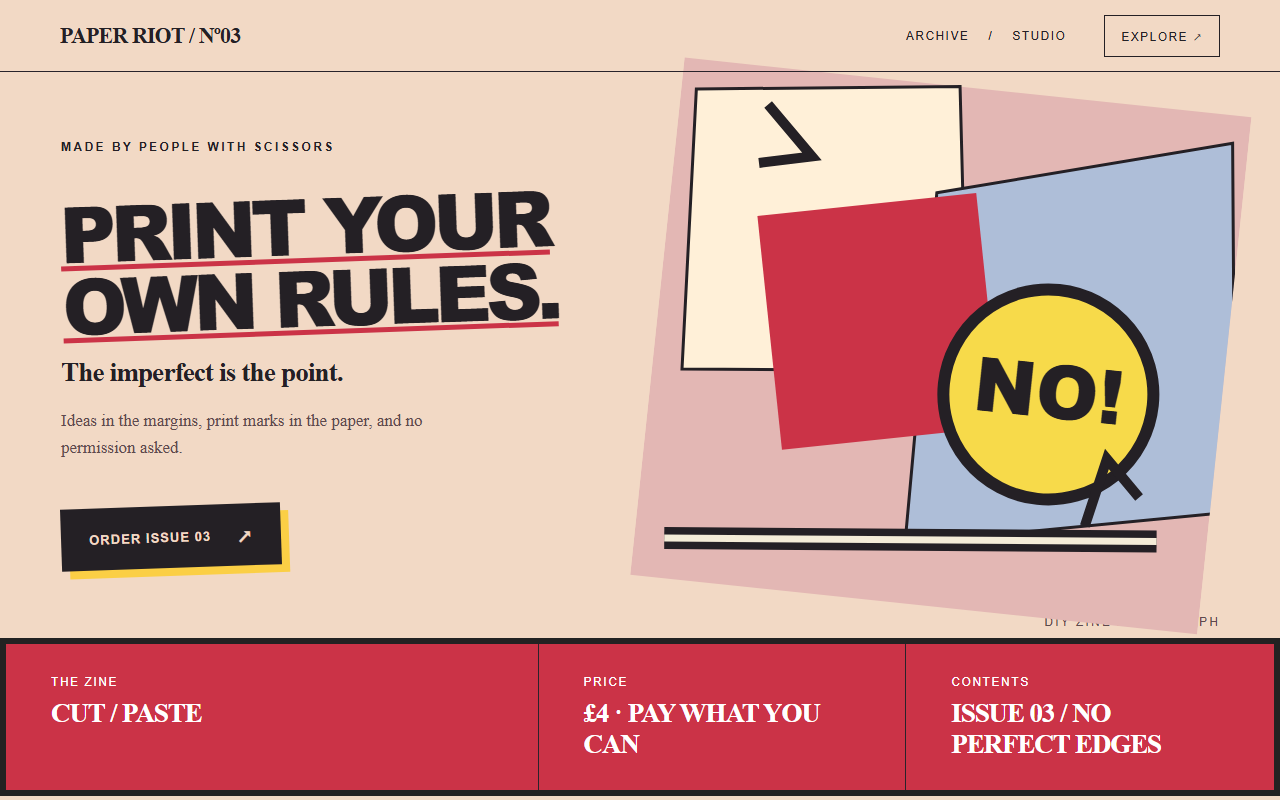 PAPER RIOT / Nº03
ARCHIVE / STUDIO
EXPLORE ↗
MADE BY PEOPLE WITH SCISSORS
PRINT YOUR
OWN RULES.
The imperfect is the point.
Ideas in the margins, print marks in the paper, and no
permission asked.
ORDER ISSUE 03 ↗
NO!
DIY ZINE
THE ZINE
CUT / PASTE
PRICE
£4 · PAY WHAT YOU
CAN
CONTENTS
ISSUE 03 / NO
PERFECT EDGES